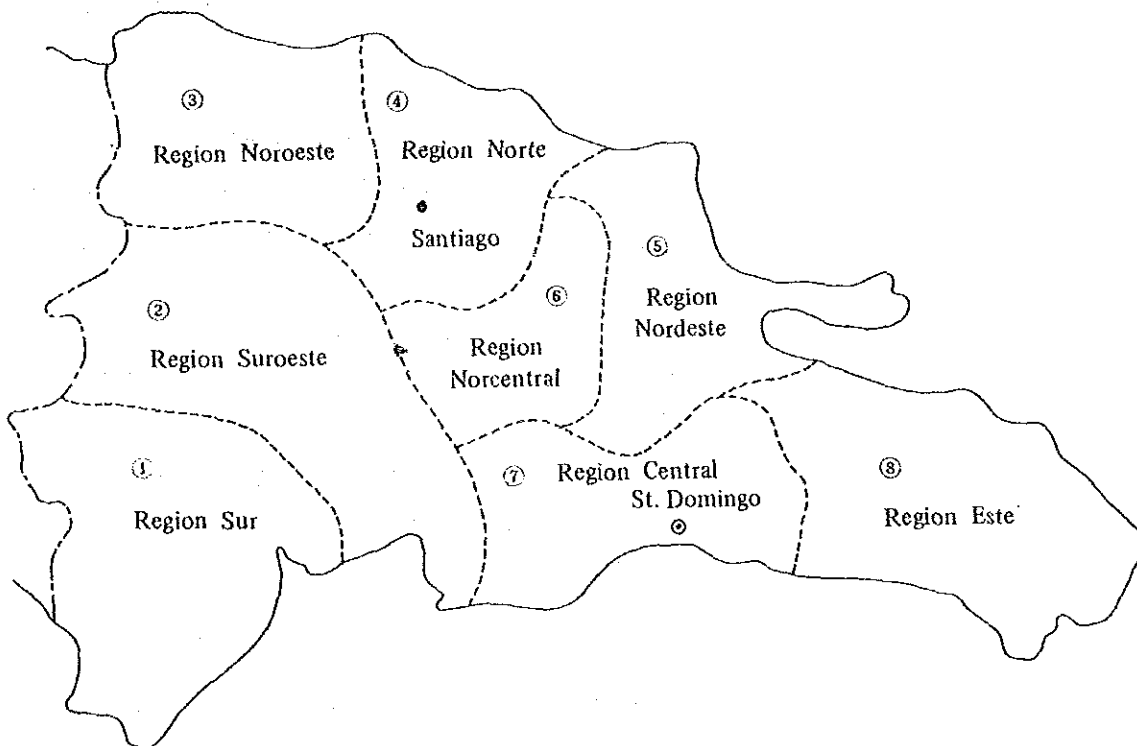 ③
Region Noroeste
④
Region Norte
Santiago
⑤
Region
Nordeste
②
Region Suroeste
⑥
Region
Norcentral
①
Region Sur
⑦
Region Central
St. Domingo
⑧
Region Este